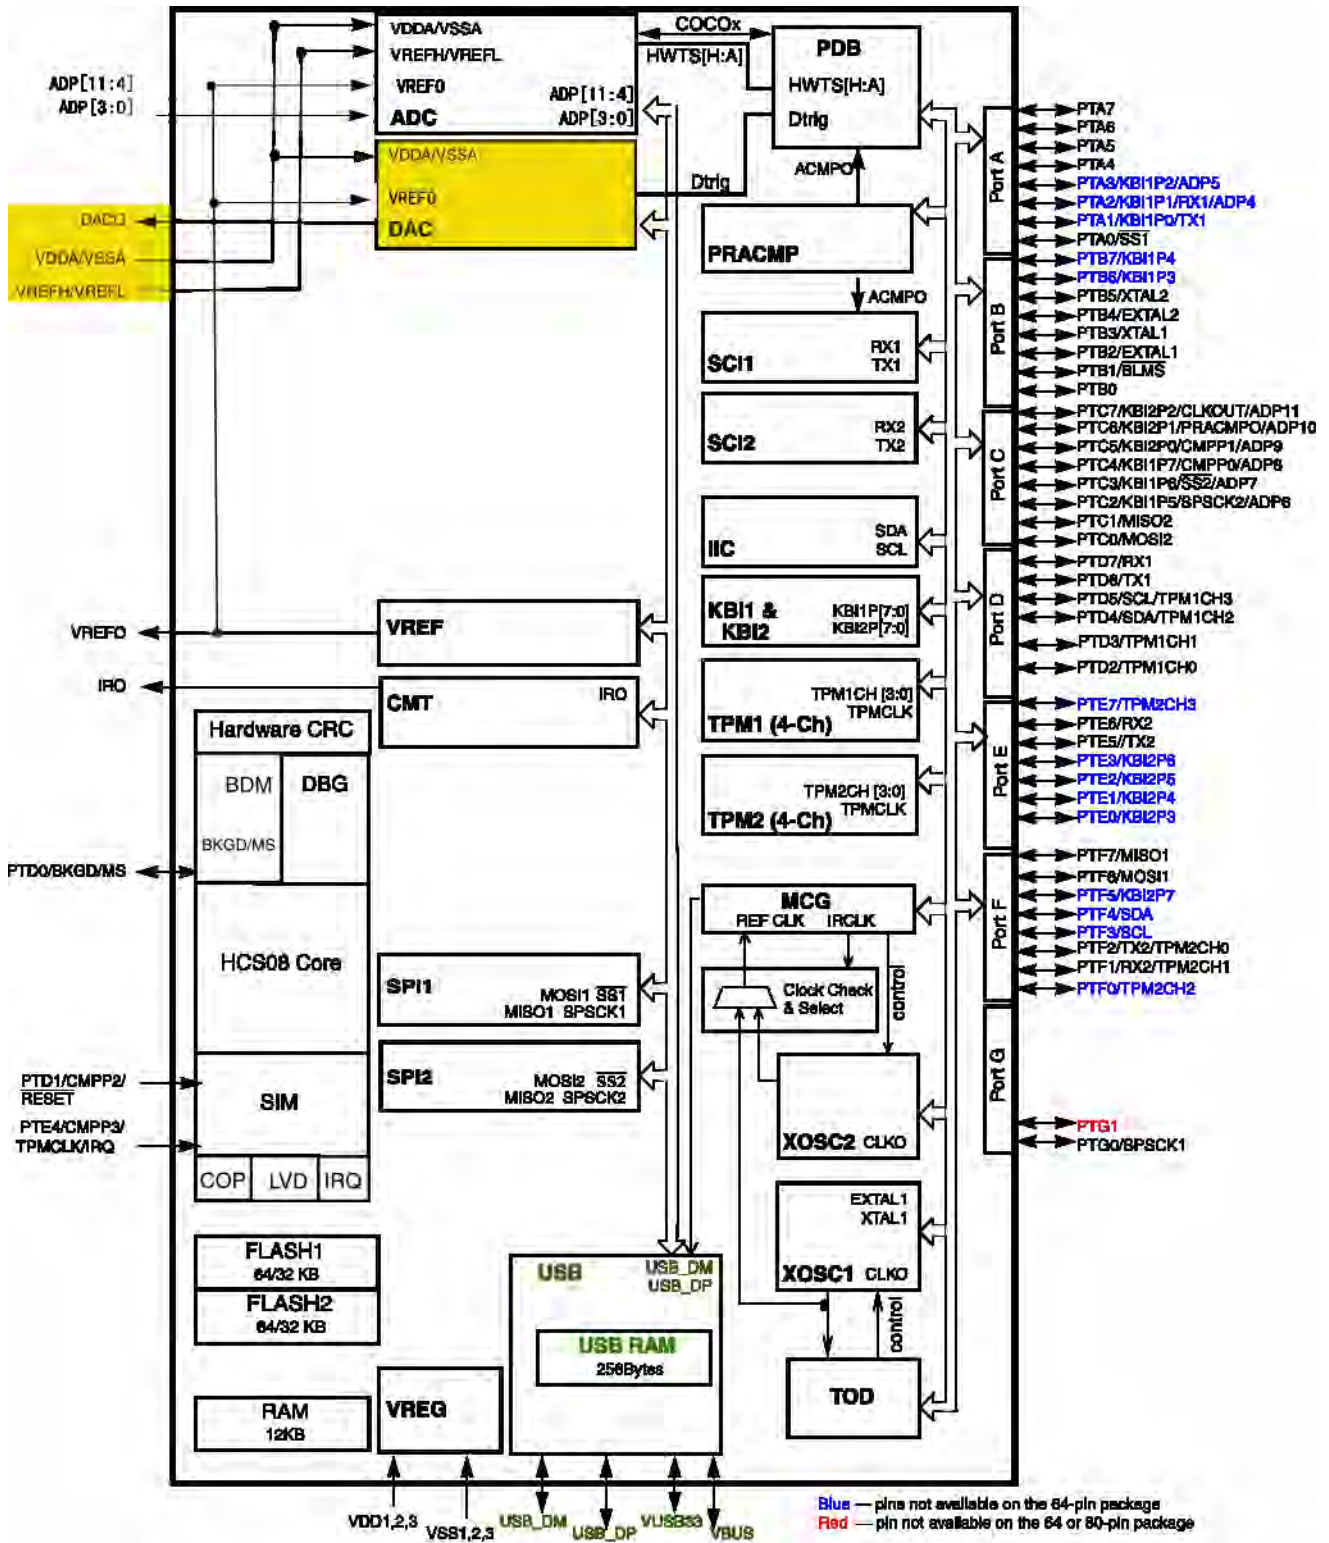 VDDA/VSSA
VREFH/VREFL
VREFO
ADC
ADP[11:4]
ADP[3:0]
ADP[11:4]
ADP[3:0]
COCOx
HWTS[H:A]
PDB
HWTS[H:A]
Dtrig
ACMPO
VDDA/VSSA
VREFO
DAC
Dtrig
DACO
VDDA/VSSA
VREFH/VREFL
PRACMP
ACMPO
SCI1
RX1
TX1
SCI2
RX2
TX2
IIC
SDA
SCL
KBI1 &
KBI2
KBI1P[7:0]
KBI2P[7:0]
TPM1CH [3:0]
TPMCLK
TPM1 (4-Ch)
TPM2CH [3:0]
TPMCLK
TPM2 (4-Ch)
VREFO
VREF
IRO
CMT
IRO
Hardware CRC
BDM
DBG
BKGD/MS
PTD0/BKGD/MS
HCS08 Core
SIM
PTD1/CMPP2/
RESET
PTE4/CMPP3/
TPMCLK/IRQ
COP
LVD
IRQ
SPI1
MOSI1 SS1
MISO1 SPSCK1
SPI2
MOSI2 SS2
MISO2 SPSCK2
MCG
REF CLK
IRCLK
Clock Check
& Select
control
XOSC2 CLKO
EXTAL1
XTAL1
XOSC1 CLKO
control
TOD
FLASH1
64/32 KB
FLASH2
64/32 KB
RAM
12KB
VREG
USB
USB_DM
USB_DP
USB RAM
256Bytes
VDD1,2,3
VSS1,2,3
USB_DM
USB_DP
VUSB33
VBUS
Port A
PTA7
PTA6
PTA5
PTA4
PTA3/KBI1P2/ADP5
PTA2/KBI1P1/RX1/ADP4
PTA1/KBI1P0/TX1
PTA0/SS1
Port B
PTB7/KBI1P4
PTB6/KBI1P3
PTB5/XTAL2
PTB4/EXTAL2
PTB3/XTAL1
PTB2/EXTAL1
PTB1/BLMS
PTB0
Port C
PTC7/KBI2P2/CLKOUT/ADP11
PTC6/KBI2P1/PRACMPO/ADP10
PTC5/KBI2P0/CMPP1/ADP9
PTC4/KBI1P7/CMPP0/ADP8
PTC3/KBI1P6/SS2/ADP7
PTC2/KBI1P5/SPSCK2/ADP6
PTC1/MISO2
PTC0/MOSI2
Port D
PTD7/RX1
PTD6/TX1
PTD5/SCL/TPM1CH3
PTD4/SDA/TPM1CH2
PTD3/TPM1CH1
PTD2/TPM1CH0
Port E
PTE7/TPM2CH3
PTE6/RX2
PTE5//TX2
PTE3/KBI2P6
PTE2/KBI2P5
PTE1/KBI2P4
PTE0/KBI2P3
Port F
PTF7/MISO1
PTF6/MOSI1
PTF5/KBI2P7
PTF4/SDA
PTF3/SCL
PTF2/TX2/TPM2CH0
PTF1/RX2/TPM2CH1
PTF0/TPM2CH2
Port G
PTG1
PTG0/SPSCK1
Blue — pins not available on the 64-pin package
Red — pin not available on the 64 or 80-pin package